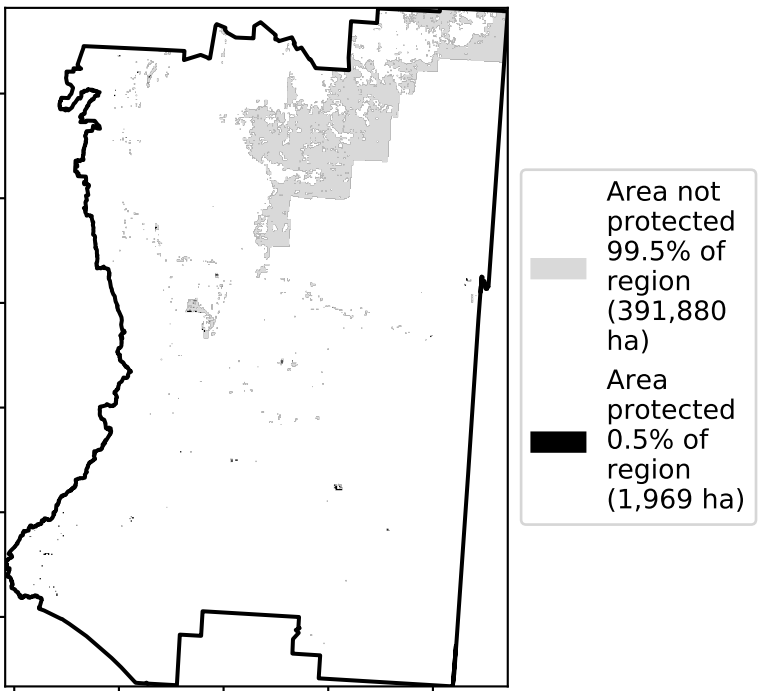 Area not
protected
99.5% of
region
(391,880
ha)
Area
protected
0.5% of
region
(1,969 ha)